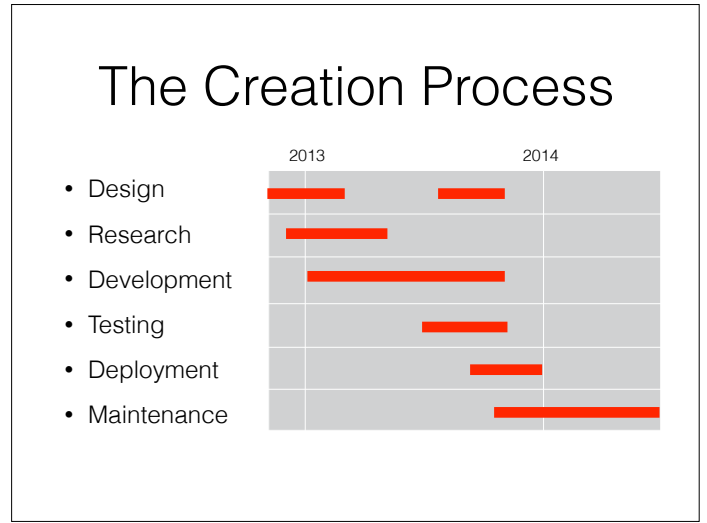 The Creation Process
2013 2014
• Design
• Research
• Development
• Testing
• Deployment
• Maintenance